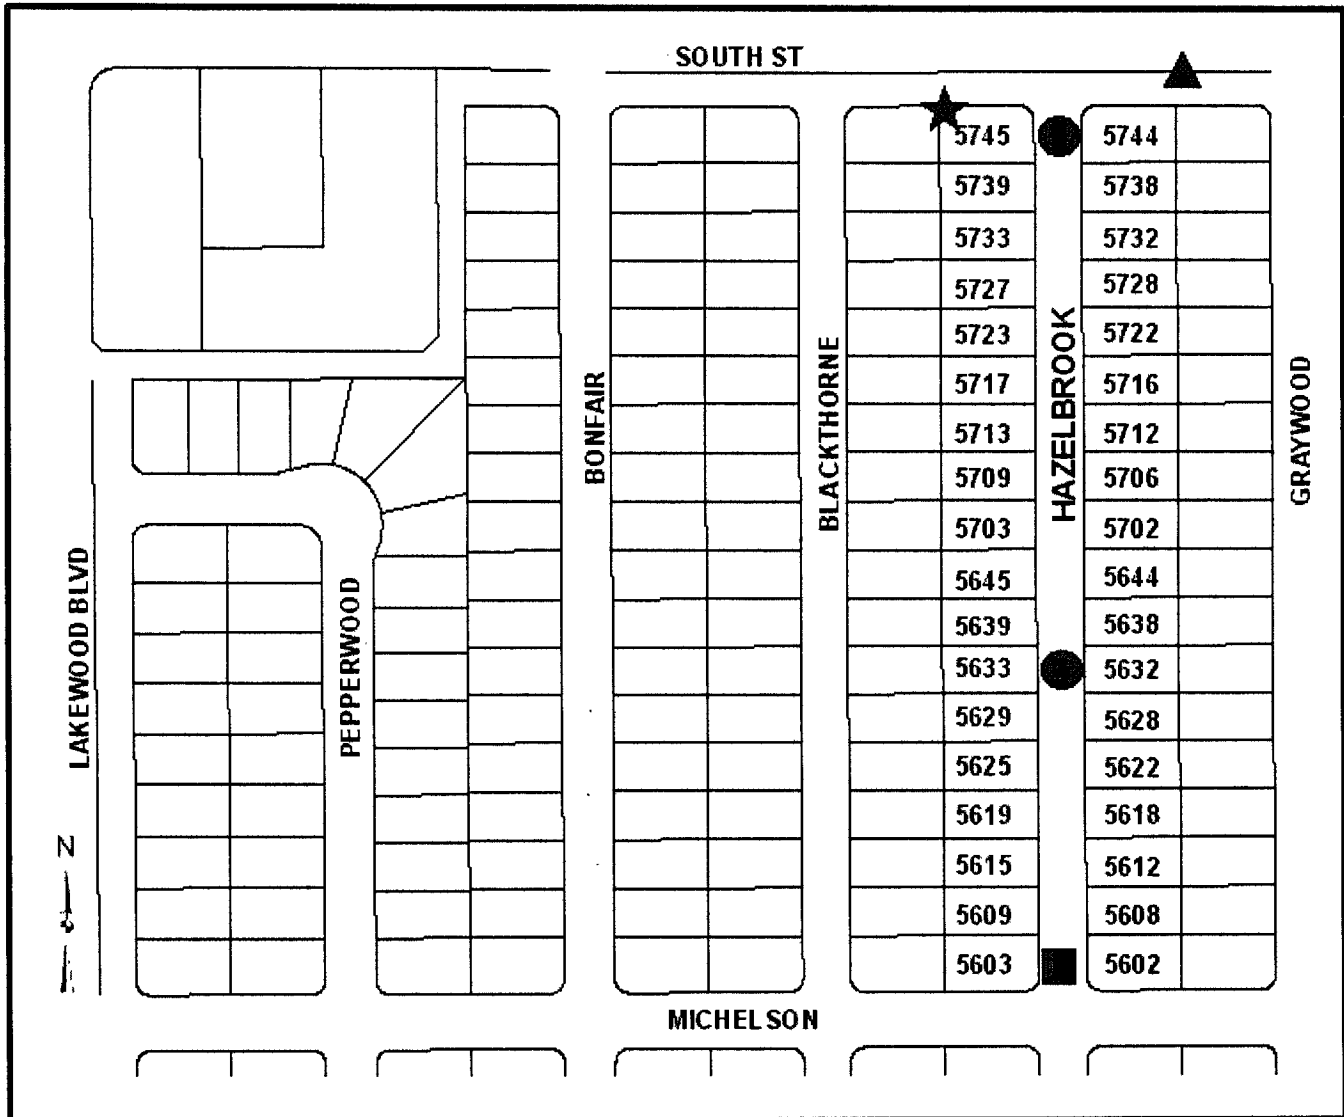 SOUTH ST
5745 5744
5739 5738
5733 5732
5727 5728
5723 5722
5717 5716
5713 5712
5709 5706
5703 5702
5645 5644
5639 5638
5633 5632
5629 5628
5625 5622
5619 5618
5615 5612
5609 5608
5603 5602
LAKEWOOD BLVD
PEPPERWOOD
BONFAIR
BLACKTHORNE
HAZELBROOK
GRAYWOOD
N
MICHELSON